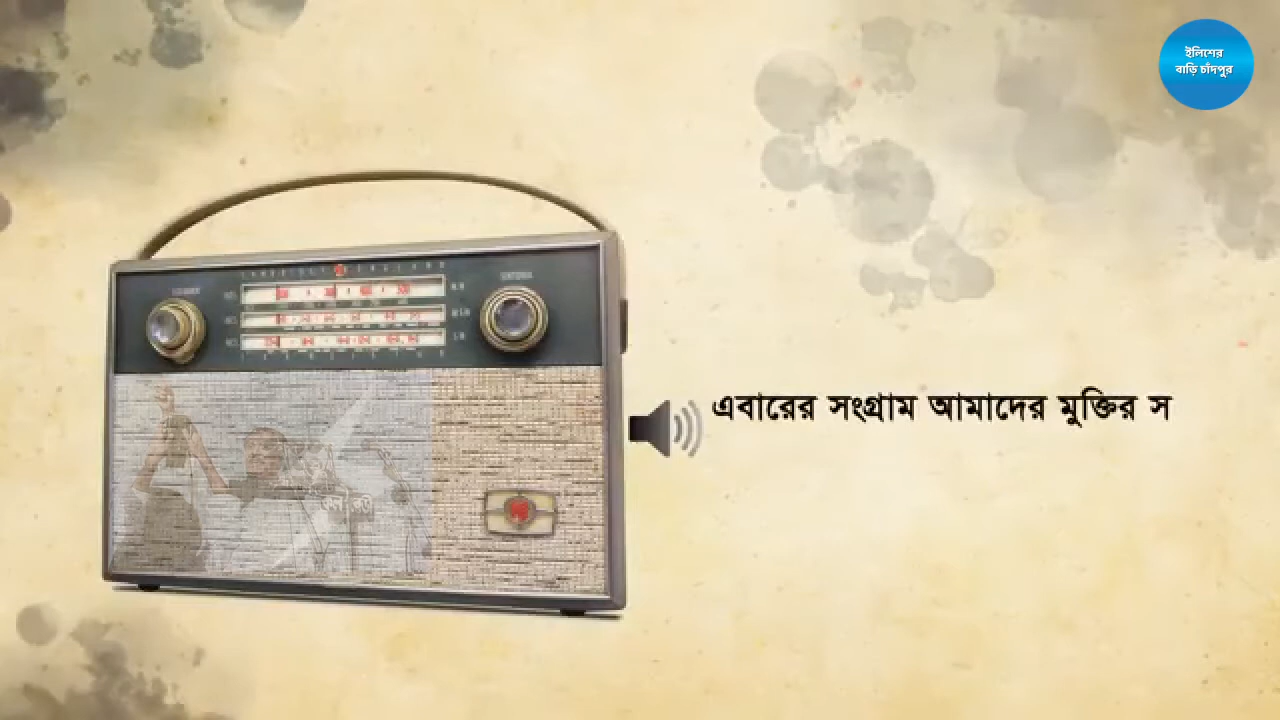 ইলিশের
বাড়ি চাঁদপুর
এবারের সংগ্রাম আমাদের মুক্তির স